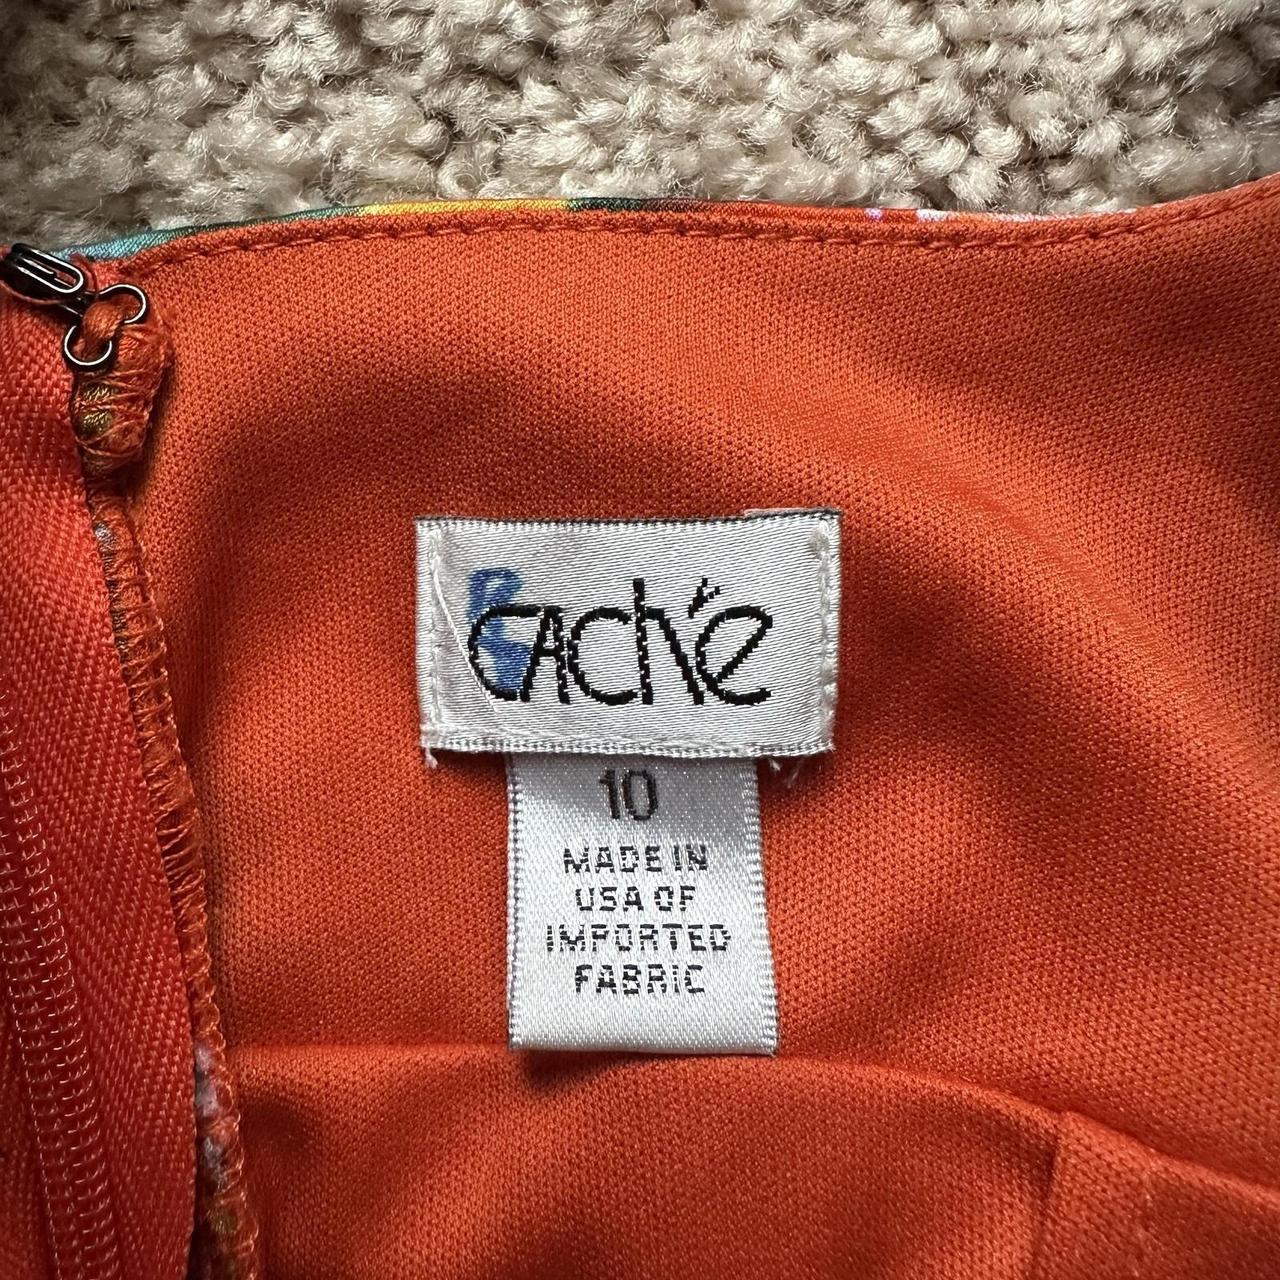 Caché
10
MADE IN
USA OF
IMPORTED
FABRIC